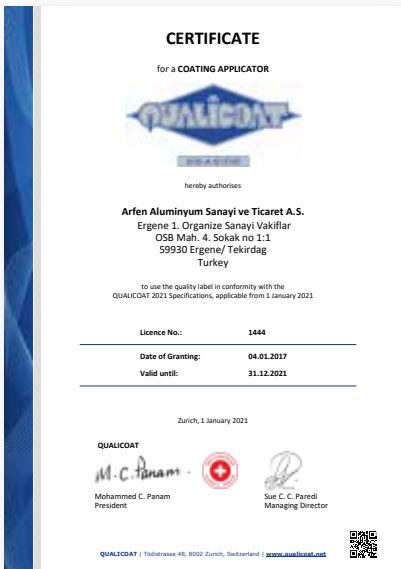 CERTIFICATE
for a COATING APPLICATOR
QUALICOAT
SEASIDE
hereby authorises
Arfen Aluminyum Sanayi ve Ticaret A.S.
Ergene 1. Organize Sanayi Vakiflar
OSB Mah. 4. Sokak no 1:1
59930 Ergene/ Tekirdag
Turkey
to use the quality label in conformity with the
QUALICOAT 2021 Specifications, applicable from 1 January 2021
Licence No.: 1444
Date of Granting: 04.01.2017
Valid until: 31.12.2021
Zurich, 1 January 2021
QUALICOAT
M.C. Panam
Mohammed C. Panam Sue C. C. Paredi
President Managing Director
QUALICOAT | Tödistrasse 48, 8002 Zurich, Switzerland | www.qualicoat.net